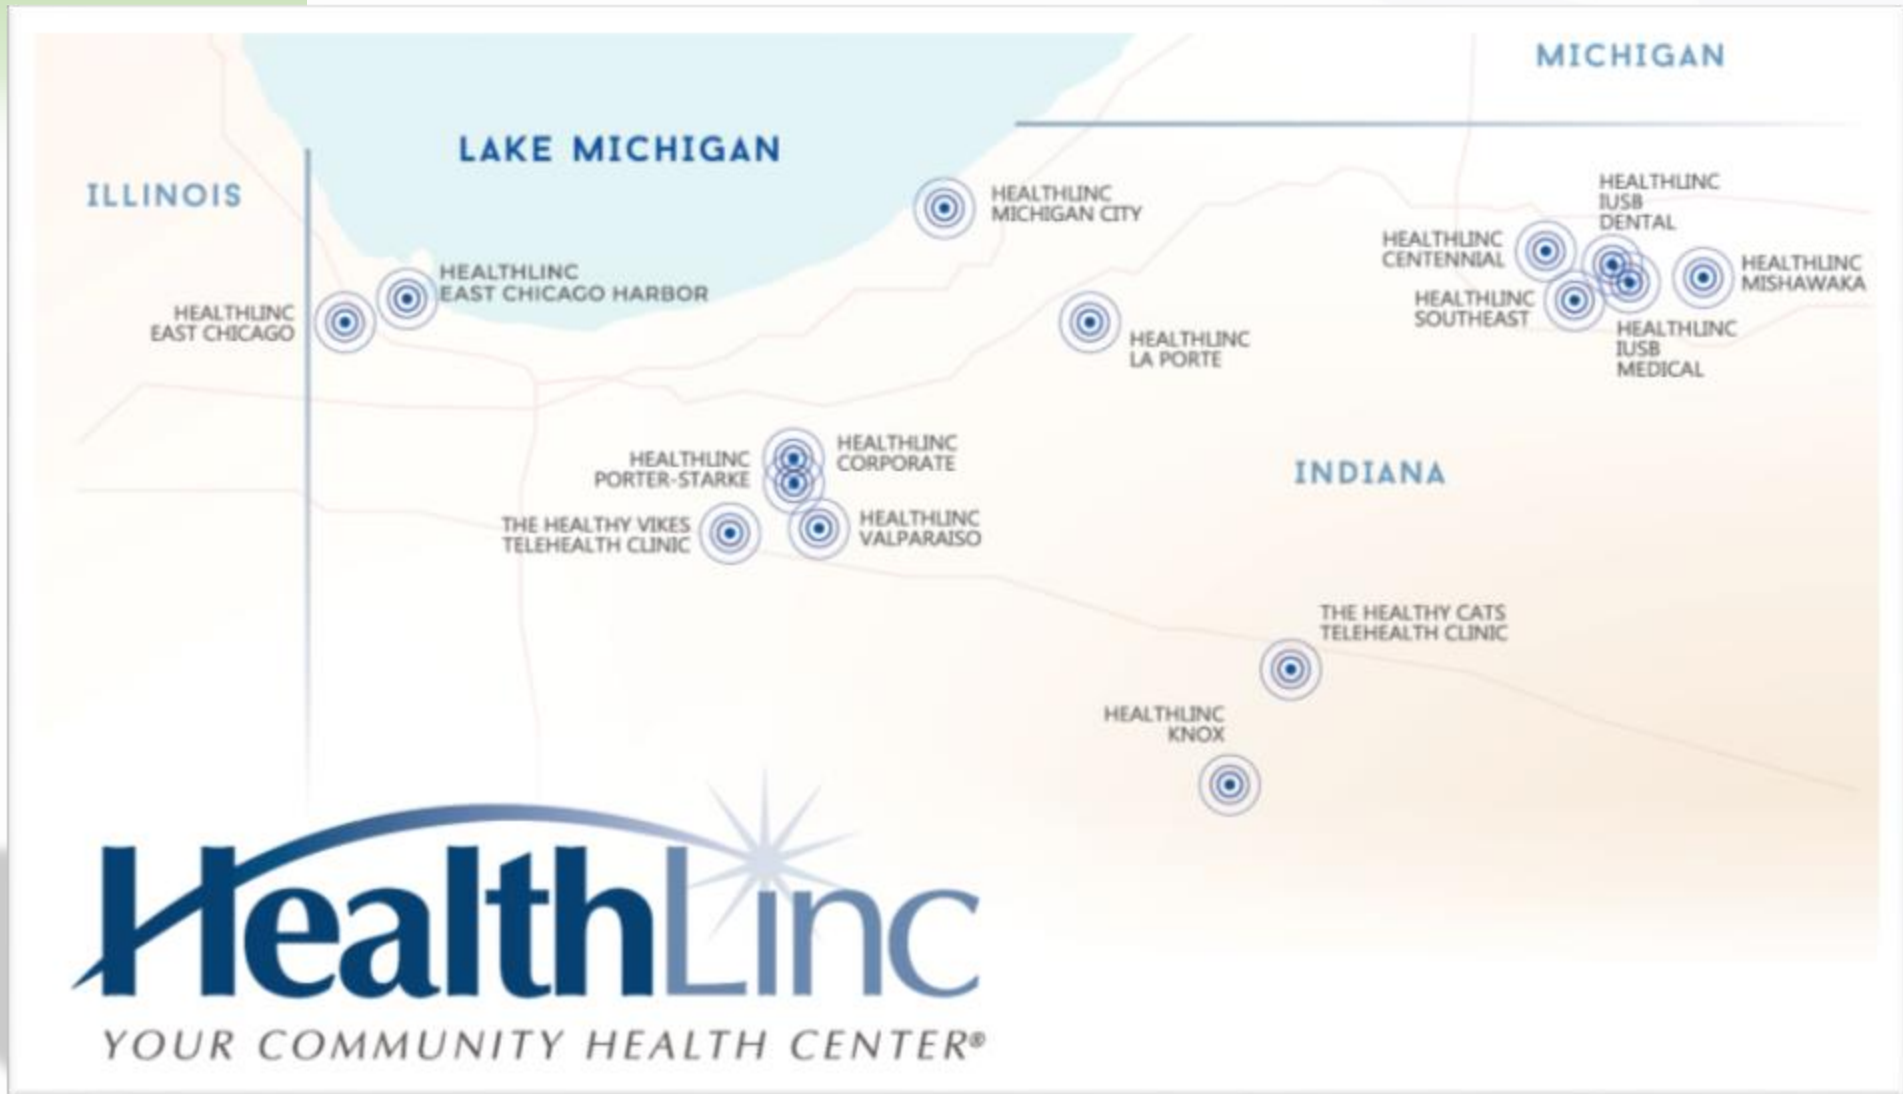 MICHIGAN
LAKE MICHIGAN
ILLINOIS
HEALTHLINC
MICHIGAN CITY
HEALTHLINC
IUSB
DENTAL
HEALTHLINC
CENTENNIAL
HEALTHLINC
MISHAWAKA
HEALTHLINC
EAST CHICAGO HARBOR
HEALTHLINC
EAST CHICAGO
HEALTHLINC
SOUTHEAST
HEALTHLINC
LA PORTE
HEALTHLINC
IUSB
MEDICAL
HEALTHLINC
PORTER-STARKE
HEALTHLINC
CORPORATE
INDIANA
THE HEALTHY VIKES
TELEHEALTH CLINIC
HEALTHLINC
VALPARAISO
THE HEALTHY CATS
TELEHEALTH CLINIC
HEALTHLINC
KNOX
HealthLinc
YOUR COMMUNITY HEALTH CENTER®